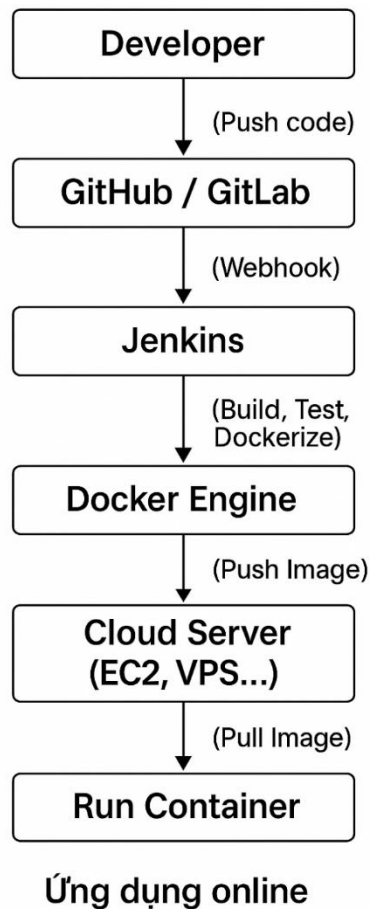 Developer
(Push code)
GitHub / GitLab
(Webhook)
Jenkins
(Build, Test,
Dockerize)
Docker Engine
(Push Image)
Cloud Server
(EC2, VPS...)
(Pull Image)
Run Container
Ứng dụng online